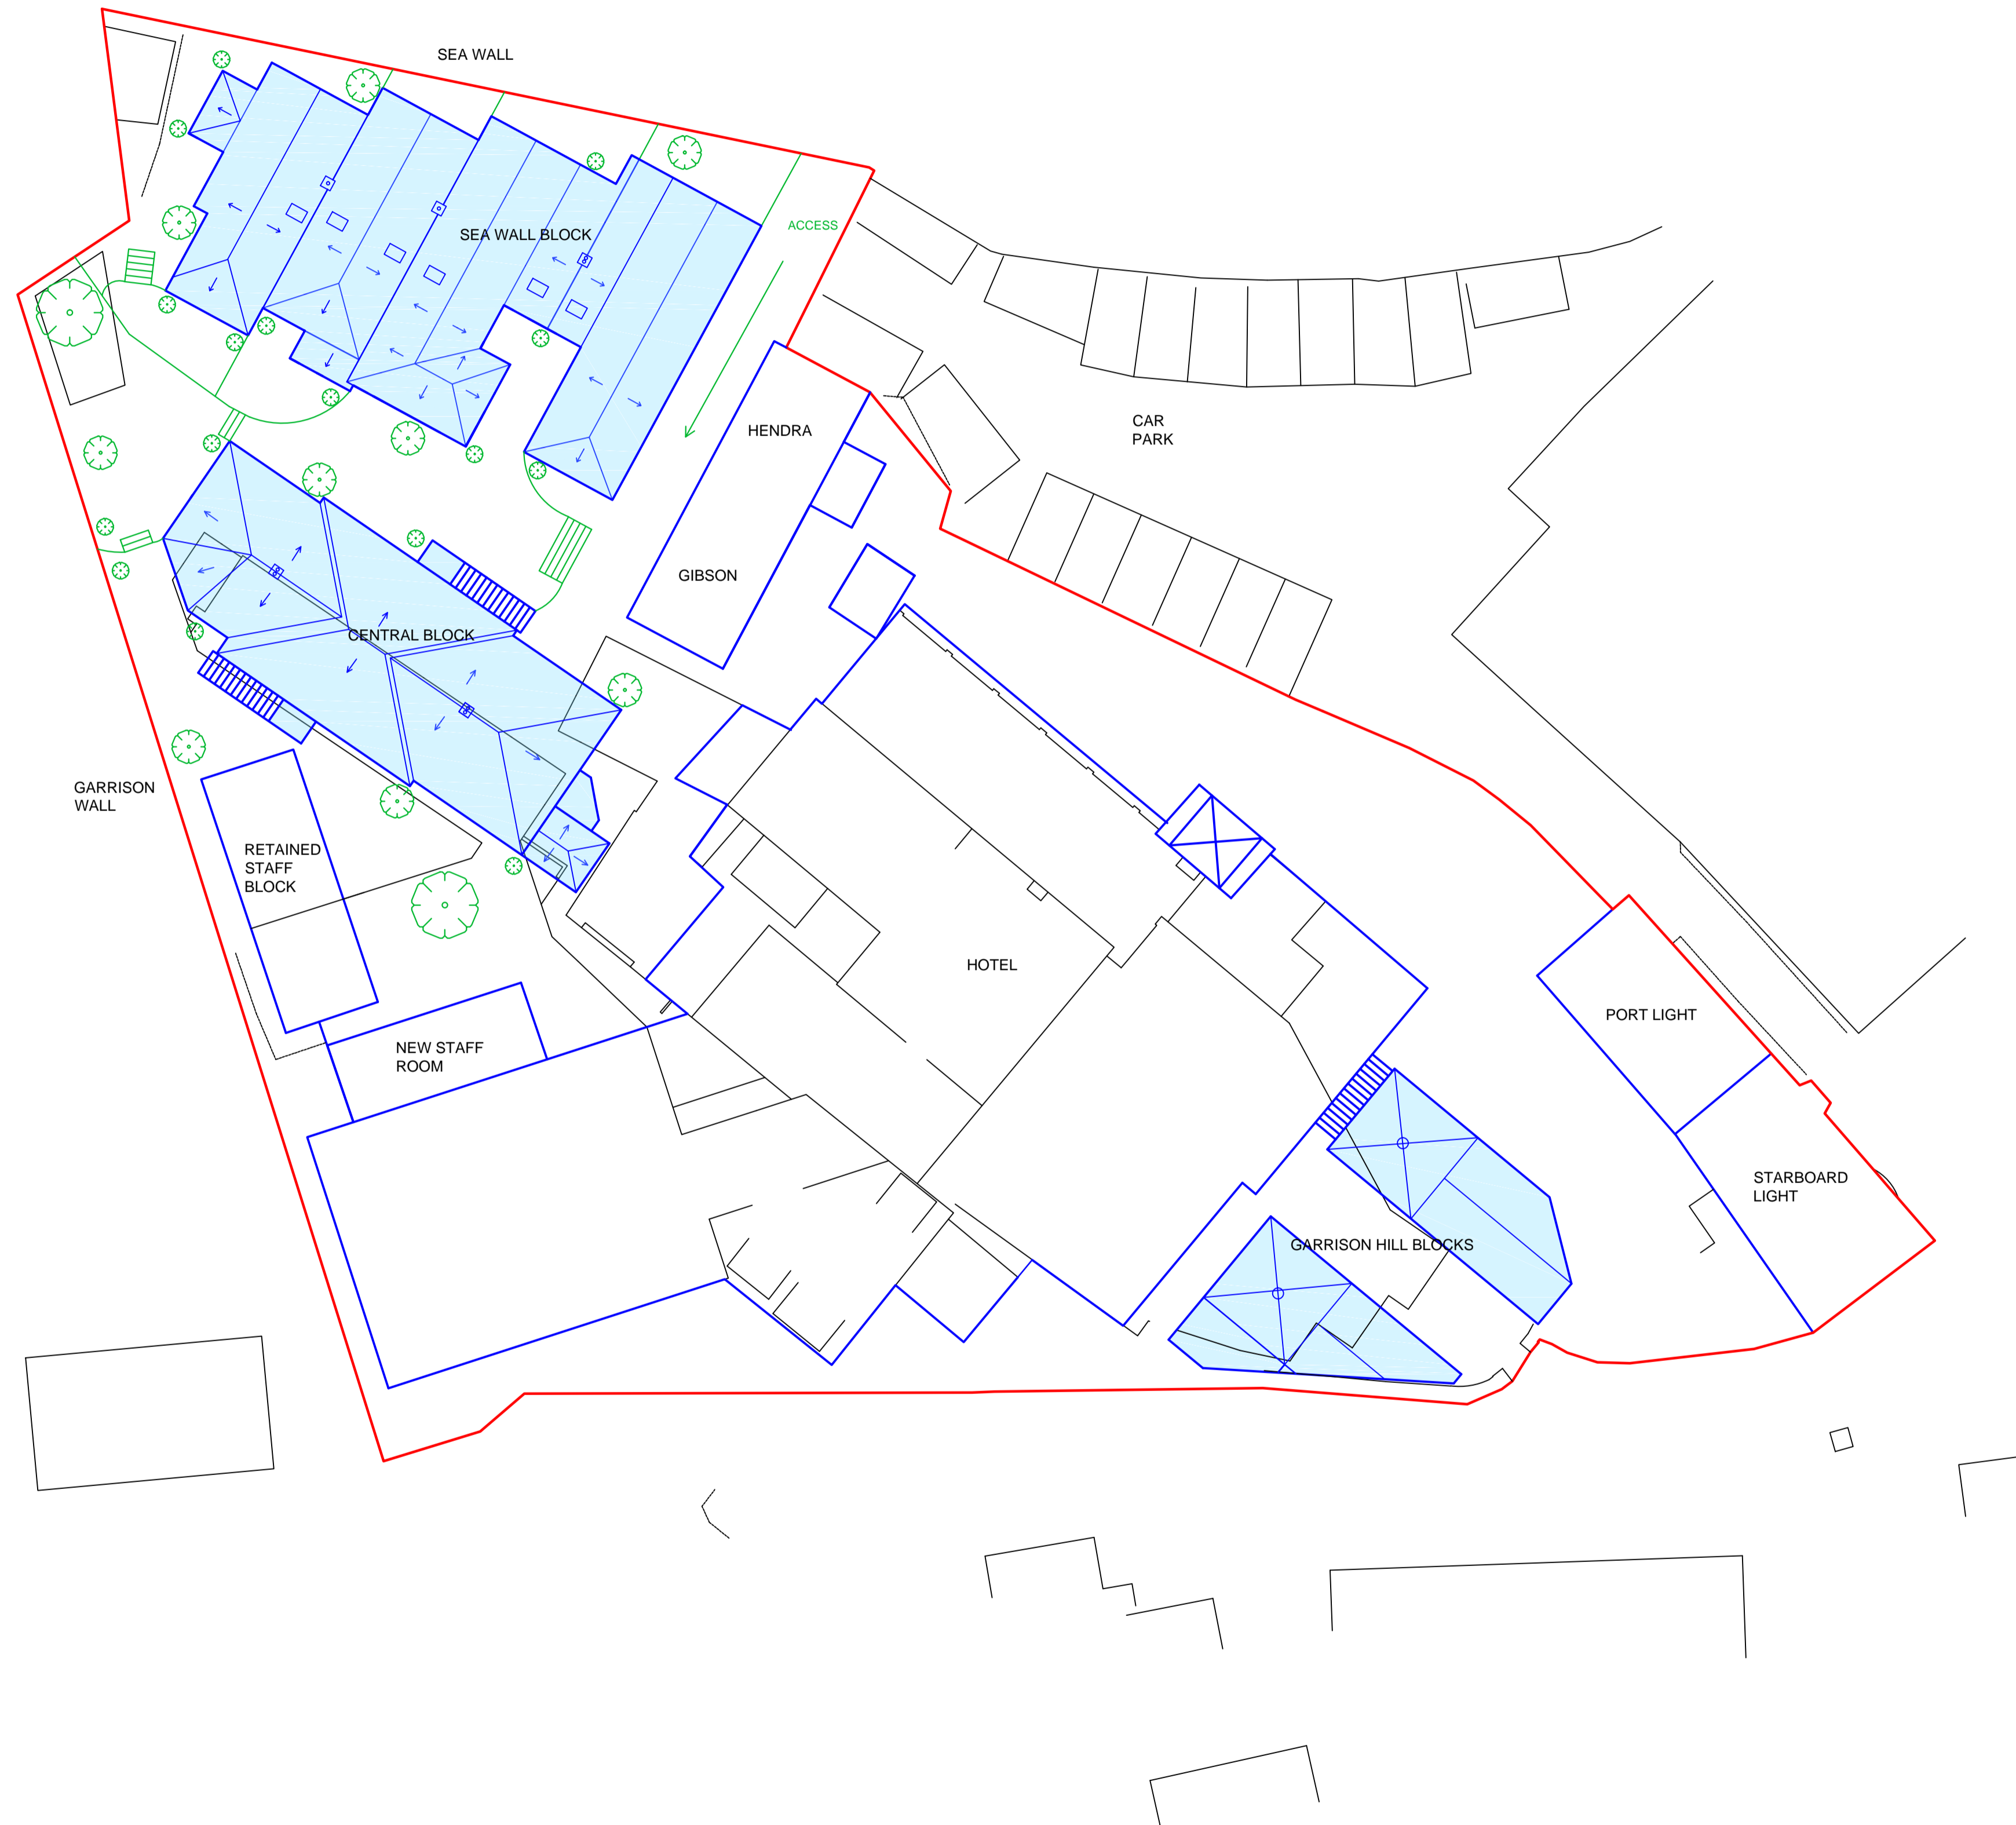 SEA WALL
ACCESS
SEA WALL BLOCK
HENDRA
CAR
PARK
GIBSON
CENTRAL BLOCK
GARRISON
WALL
RETAINED
STAFF
BLOCK
HOTEL
PORT LIGHT
NEW STAFF
ROOM
STARBOARD
LIGHT
GARRISON HILL BLOCKS